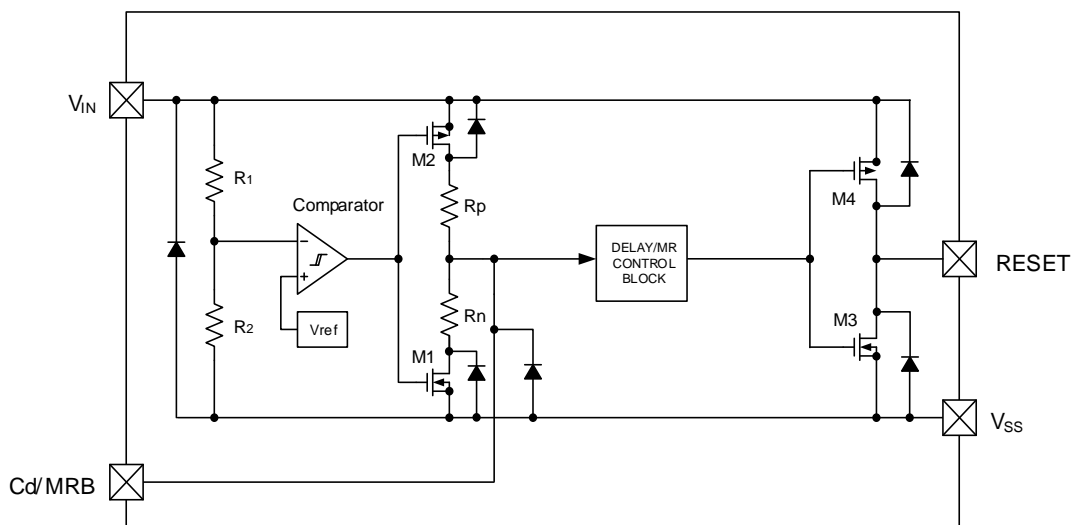 VIN
M2
R1
Rp
Comparator
M4
−
DELAY/MR
CONTROL
BLOCK
RESET
+
R2
Vref
Rn
M3
M1
VSS
Cd/MRB